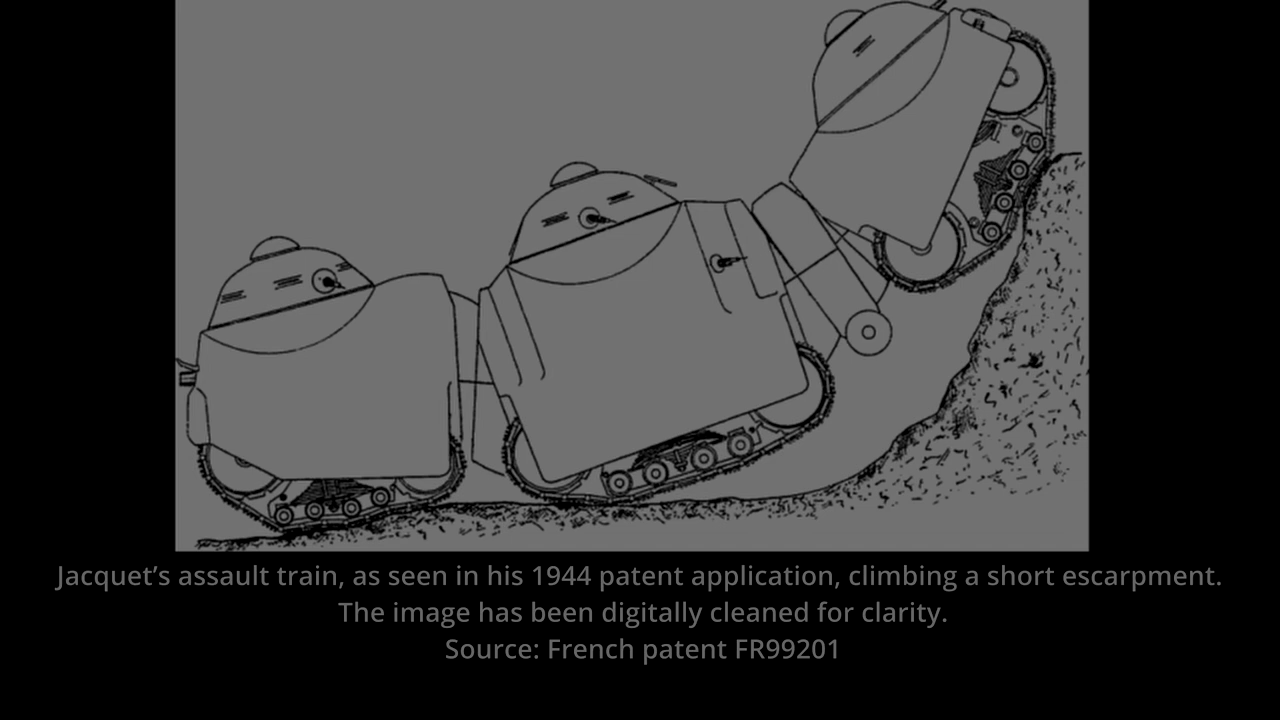 Jacquet’s assault train, as seen in his 1944 patent application, climbing a short escarpment.
The image has been digitally cleaned for clarity.
Source: French patent FR99201